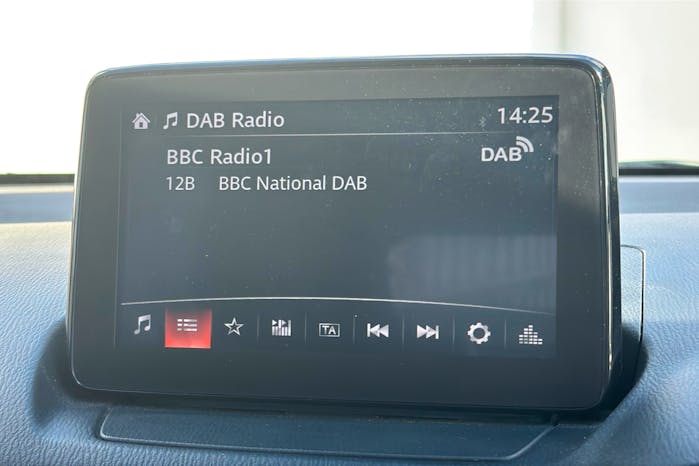 DAB Radio 14:25
BBC Radio1 DAB
12B BBC National DAB
TA